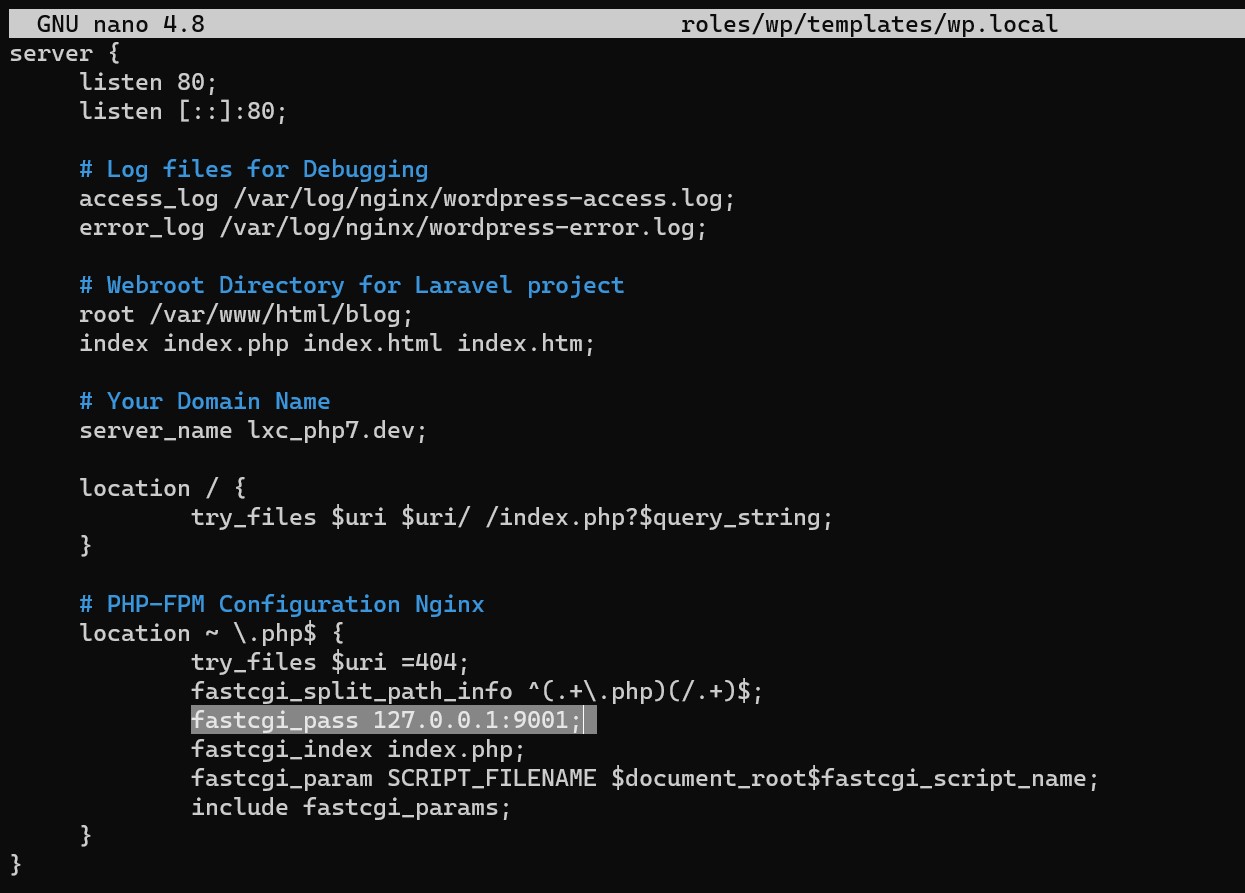 GNU nano 4.8 roles/wp/templates/wp.local
server {
listen 80;
listen [::]:80;
# Log files for Debugging
access_log /var/log/nginx/wordpress-access.log;
error_log /var/log/nginx/wordpress-error.log;
# Webroot Directory for Laravel project
root /var/www/html/blog;
index index.php index.html index.htm;
# Your Domain Name
server_name lxc_php7.dev;
location / {
try_files $uri $uri/ /index.php?$query_string;
}
# PHP-FPM Configuration Nginx
location ~ \.php$ {
try_files $uri =404;
fastcgi_split_path_info ^(.+\.php)(/.+)$;
fastcgi_pass 127.0.0.1:9001;
fastcgi_index index.php;
fastcgi_param SCRIPT_FILENAME $document_root$fastcgi_script_name;
include fastcgi_params;
}
}